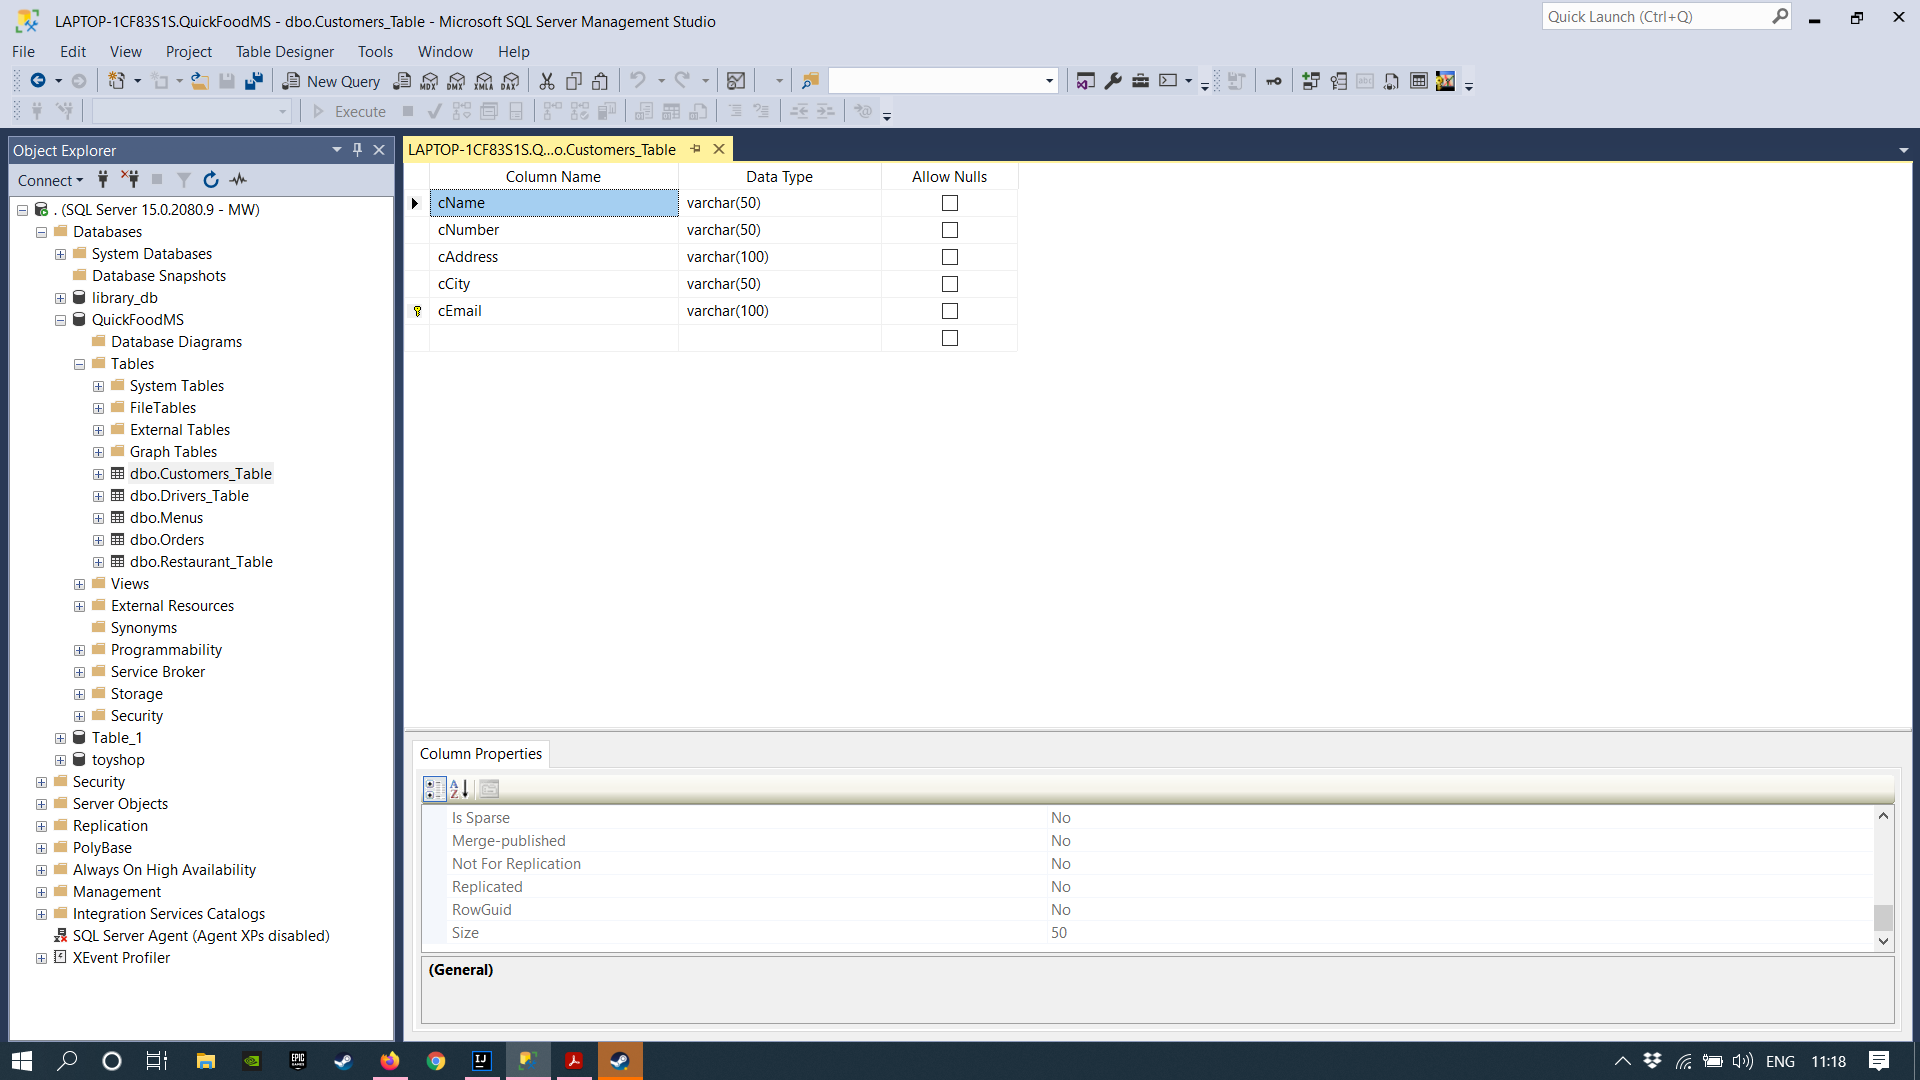 LAPTOP-1CF83S1S.QuickFoodMS - dbo.Customers_Table - Microsoft SQL Server Management Studio
Quick Launch (Ctrl+Q)
File Edit View Project Table Designer Tools Window Help
New Query MDX DMX XMLA DAX
Execute
Object Explorer
Connect
. (SQL Server 15.0.2080.9 - MW)
Databases
System Databases
Database Snapshots
library_db
QuickFoodMS
Database Diagrams
Tables
System Tables
FileTables
External Tables
Graph Tables
dbo.Customers_Table
dbo.Drivers_Table
dbo.Menus
dbo.Orders
dbo.Restaurant_Table
Views
External Resources
Synonyms
Programmability
Service Broker
Storage
Security
Table_1
toyshop
Security
Server Objects
Replication
PolyBase
Always On High Availability
Management
Integration Services Catalogs
SQL Server Agent (Agent XPs disabled)
XEvent Profiler
LAPTOP-1CF83S1S.Q...o.Customers_Table
Column Name Data Type Allow Nulls
cName varchar(50)
cNumber varchar(50)
cAddress varchar(100)
cCity varchar(50)
cEmail varchar(100)
Column Properties
Is Sparse No
Merge-published No
Not For Replication No
Replicated No
RowGuid No
Size 50
(General)
EPIC GAMES
IJ
ENG 11:18